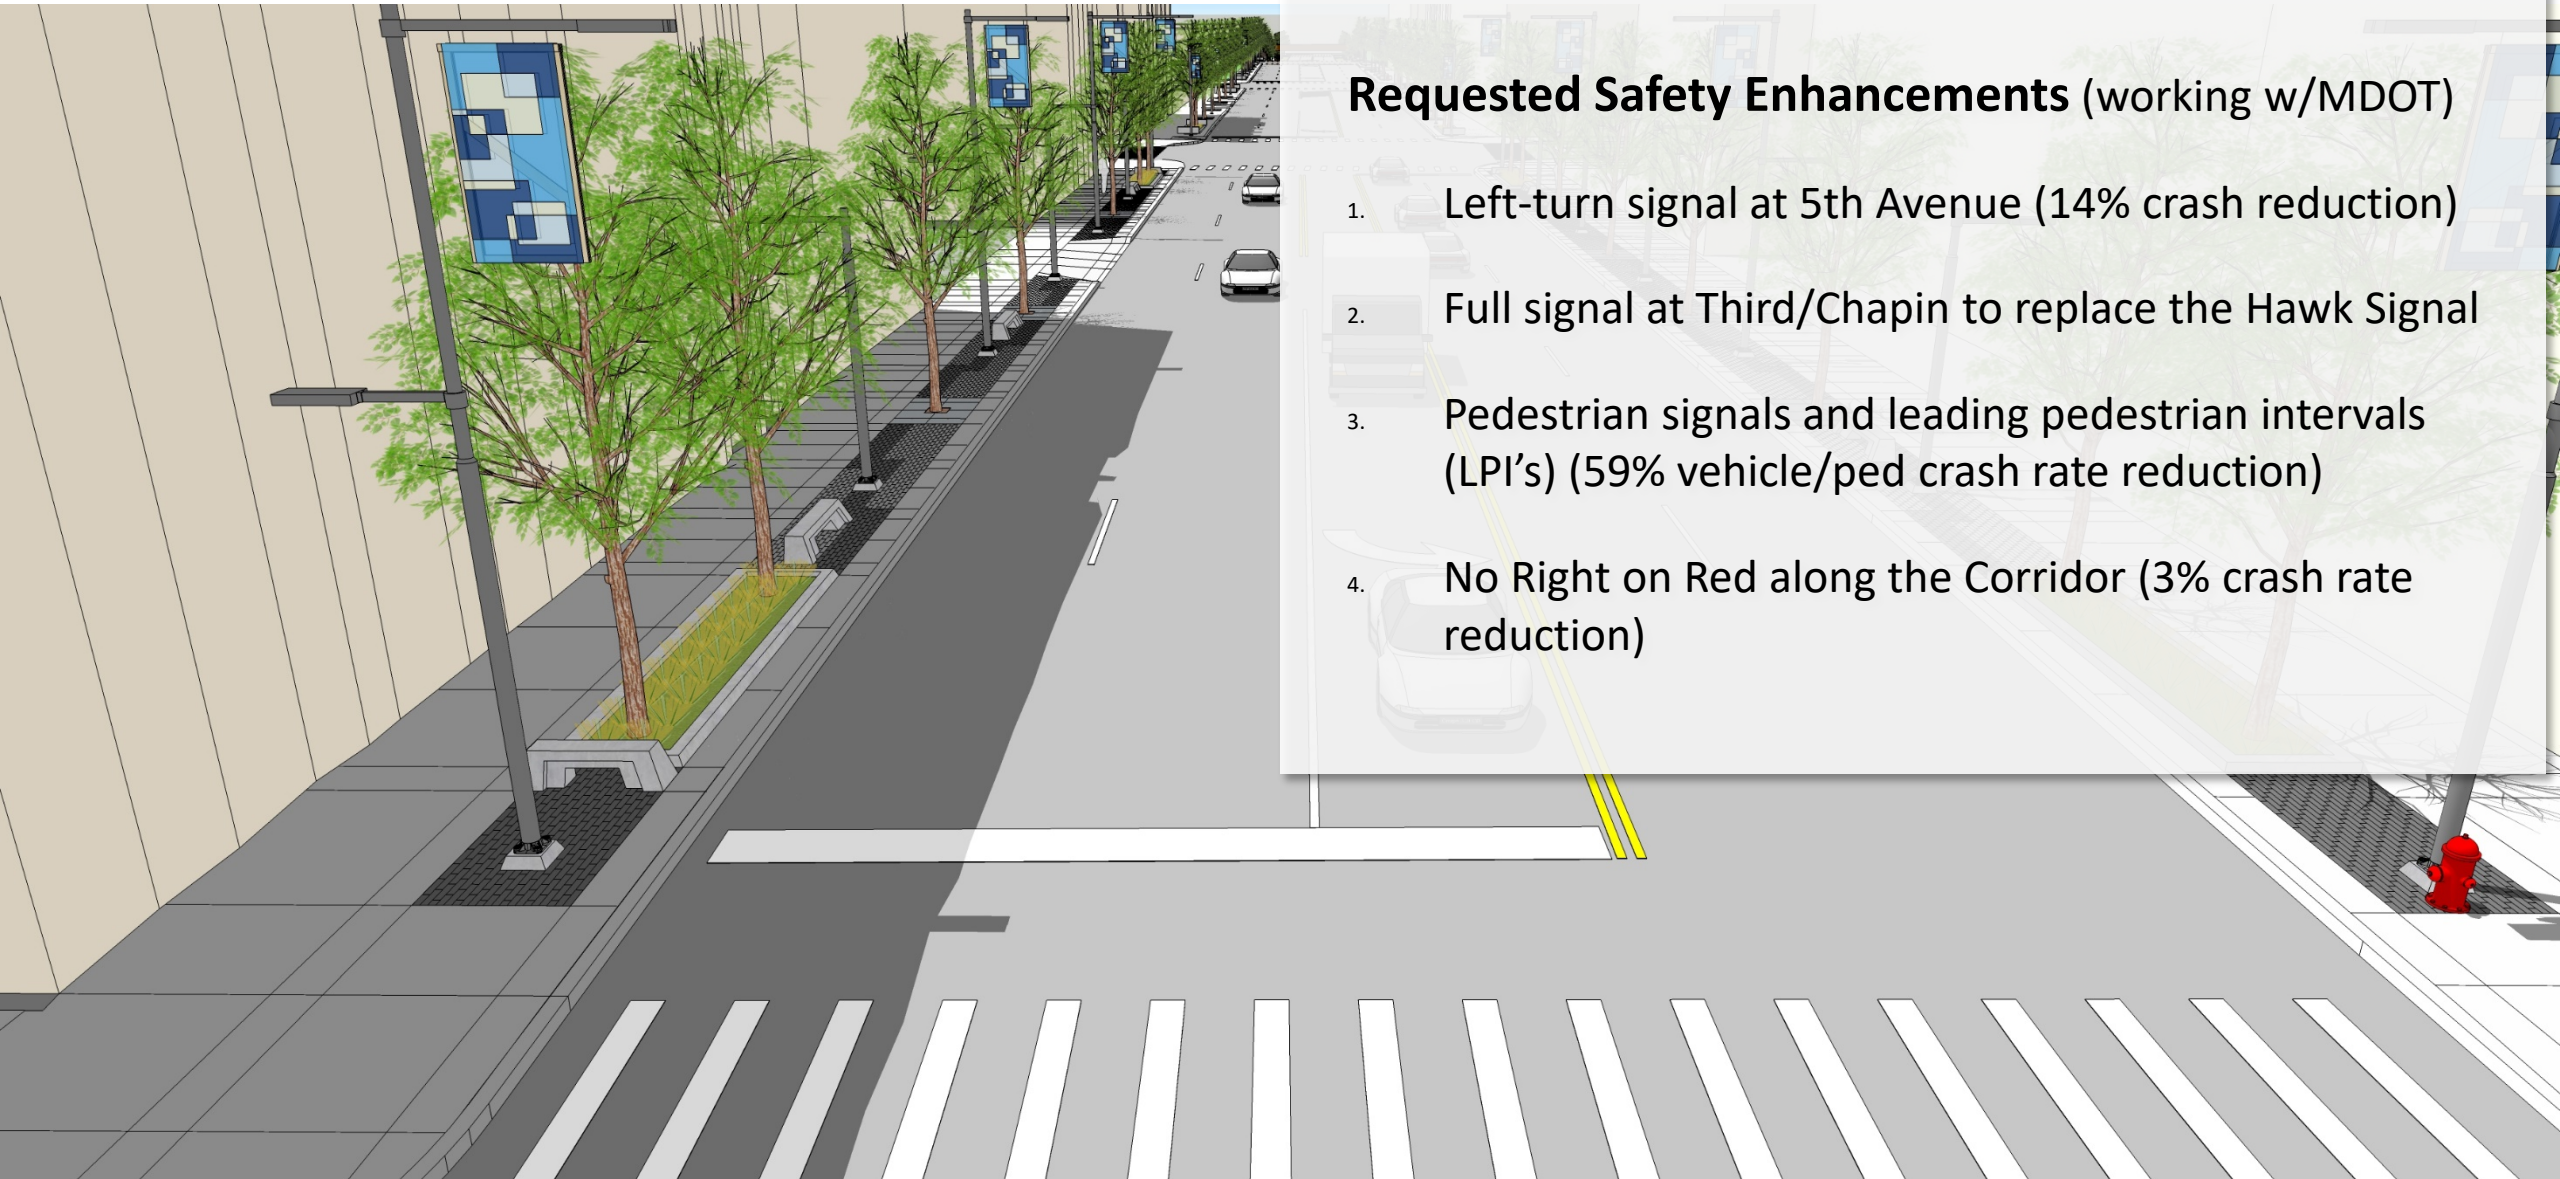 Requested Safety Enhancements (working w/MDOT)
1. Left-turn signal at 5th Avenue (14% crash reduction)
2. Full signal at Third/Chapin to replace the Hawk Signal
3. Pedestrian signals and leading pedestrian intervals
(LPI’s) (59% vehicle/ped crash rate reduction)
4. No Right on Red along the Corridor (3% crash rate
reduction)